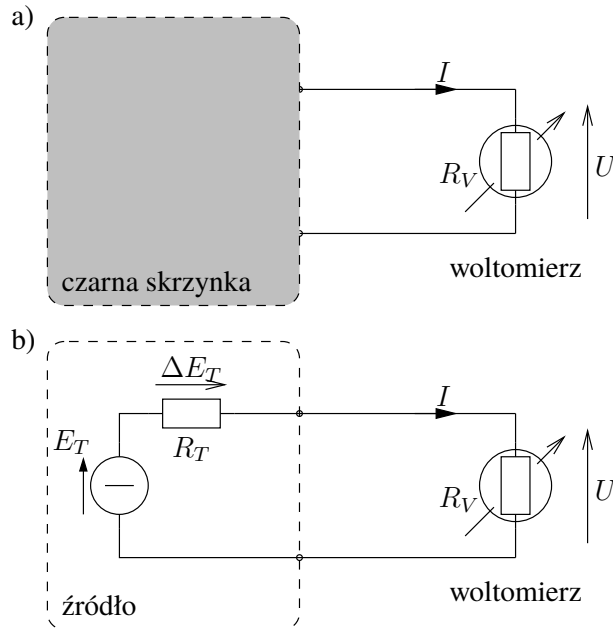 a)
I
R_V
U
czarna skrzynka
woltomierz
b)
ΔE_T
I
E_T
R_T
R_V
U
źródło
woltomierz